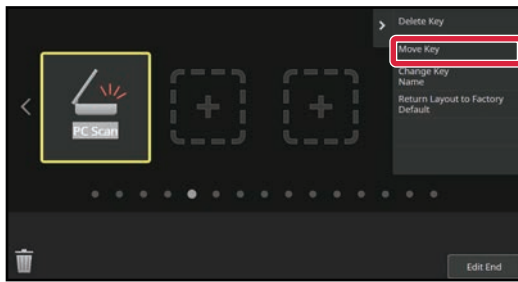 Delete Key
Move Key
Change Key
Name
Return Layout to Factory
Default
PC Scan
Edit End